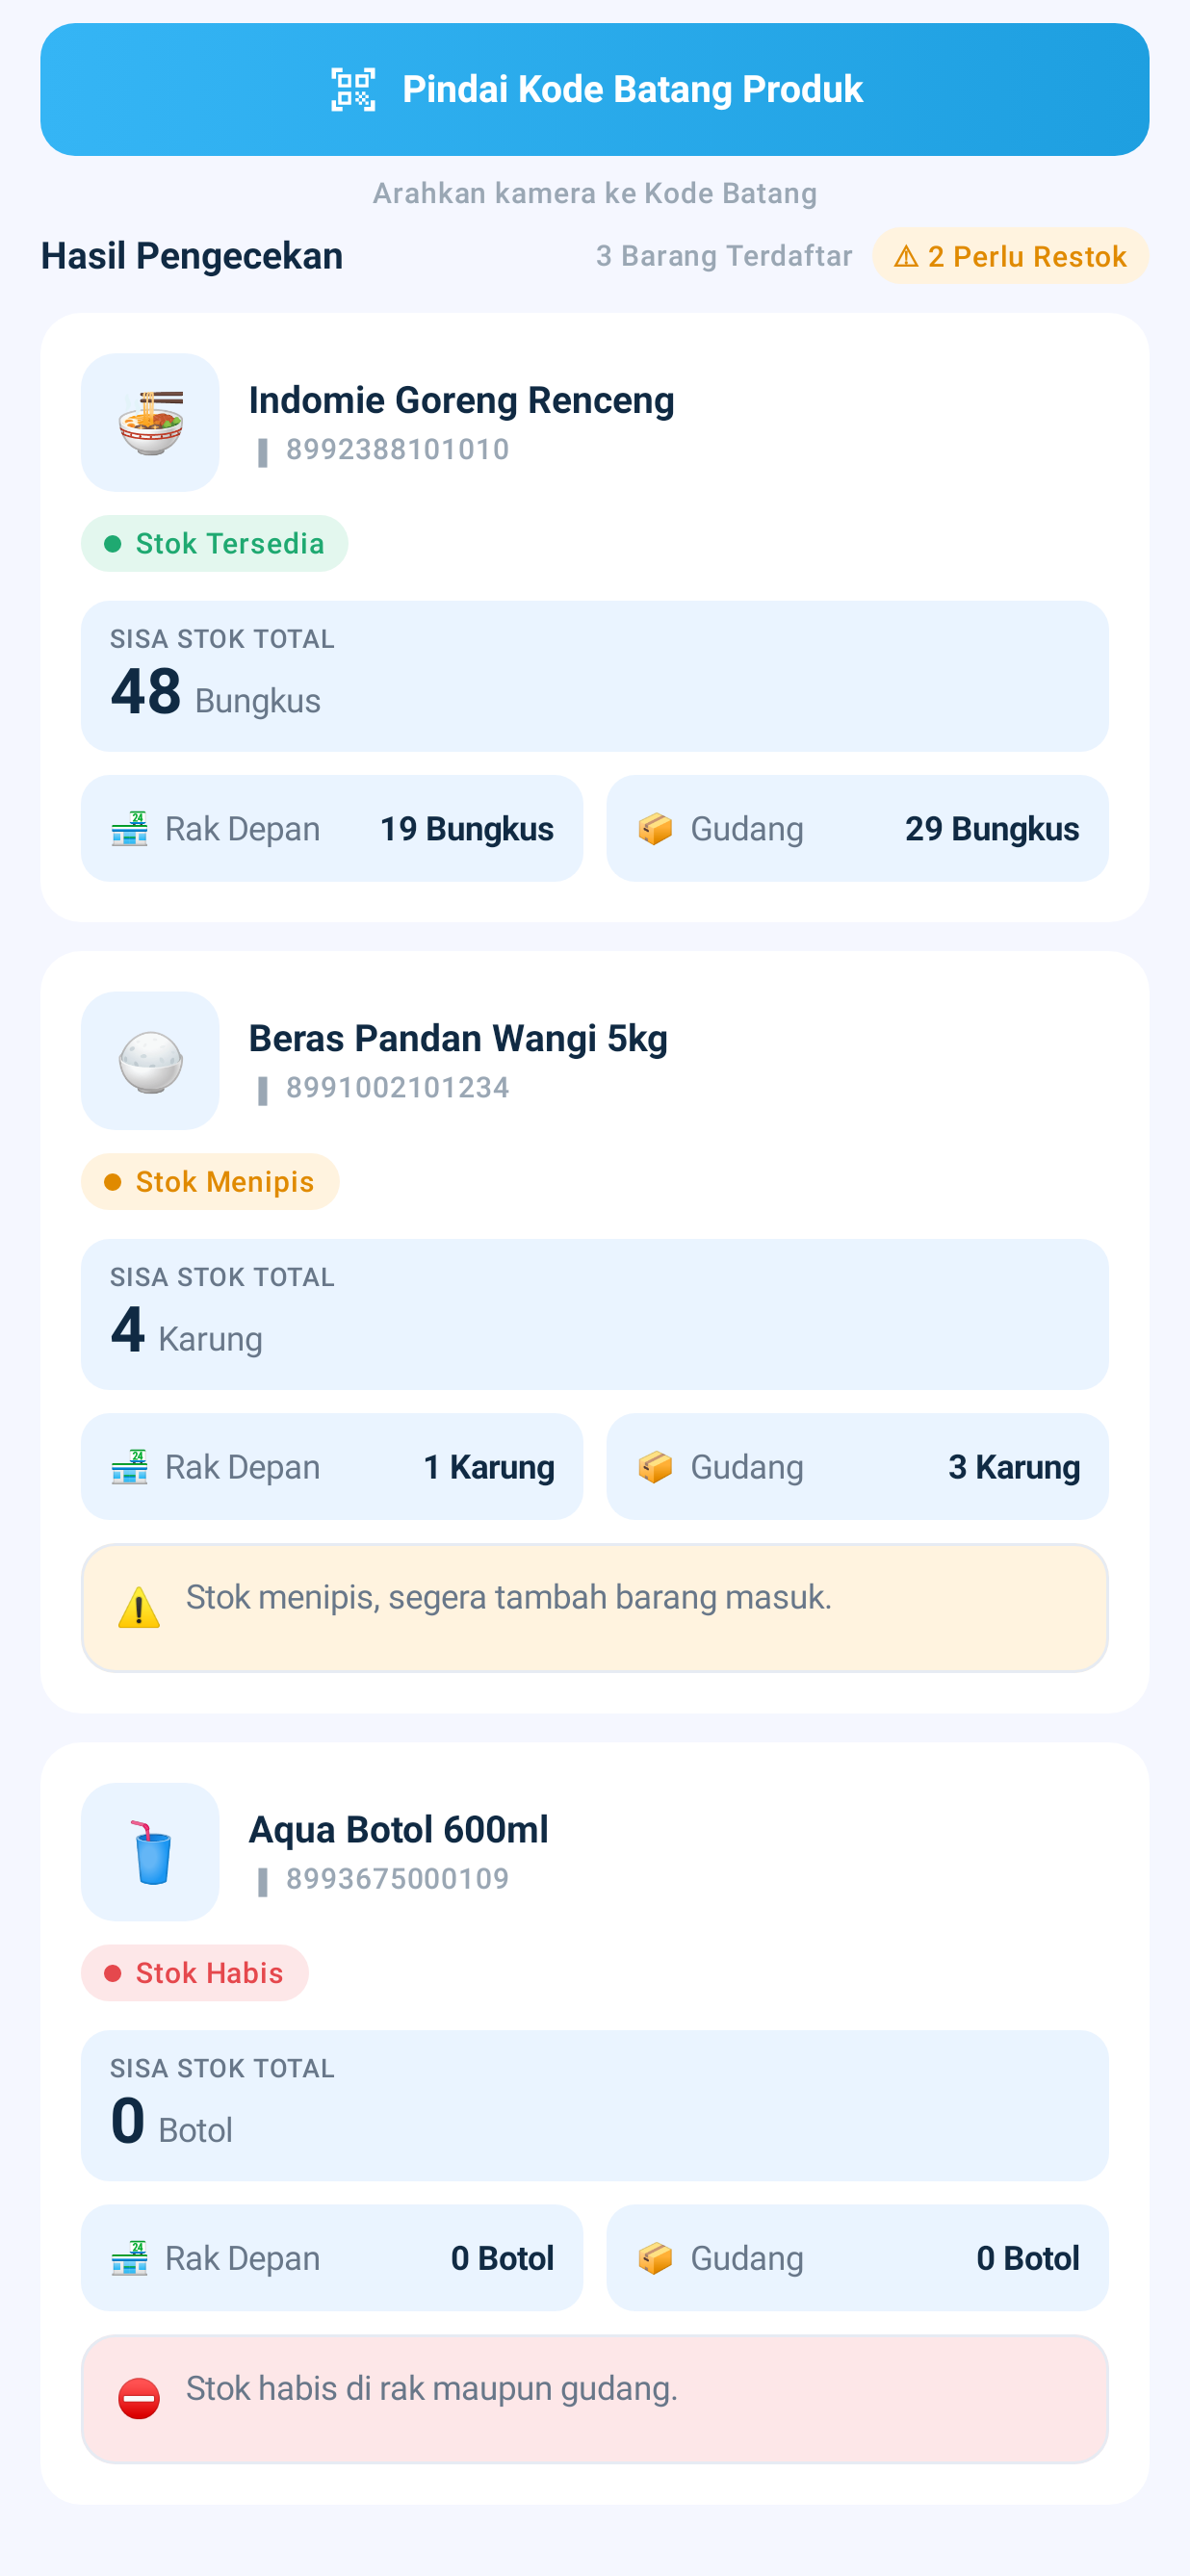 Pindai Kode Batang Produk
Arahkan kamera ke Kode Batang
Hasil Pengecekan 3 Barang Terdaftar ⚠ 2 Perlu Restok
Indomie Goreng Renceng
8992388101010
Stok Tersedia
SISA STOK TOTAL
48 Bungkus
Rak Depan 19 Bungkus Gudang 29 Bungkus
Beras Pandan Wangi 5kg
8991002101234
Stok Menipis
SISA STOK TOTAL
4 Karung
Rak Depan 1 Karung Gudang 3 Karung
Stok menipis, segera tambah barang masuk.
Aqua Botol 600ml
8993675000109
Stok Habis
SISA STOK TOTAL
0 Botol
Rak Depan 0 Botol Gudang 0 Botol
Stok habis di rak maupun gudang.